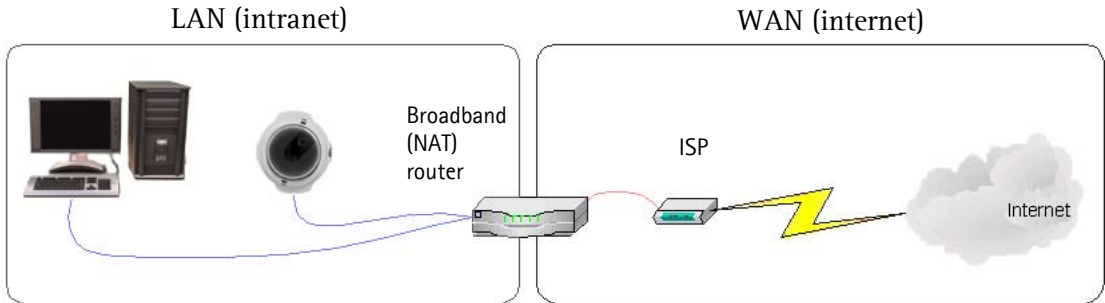 LAN (intranet)
WAN (internet)
Broadband
(NAT)
router
ISP
Internet